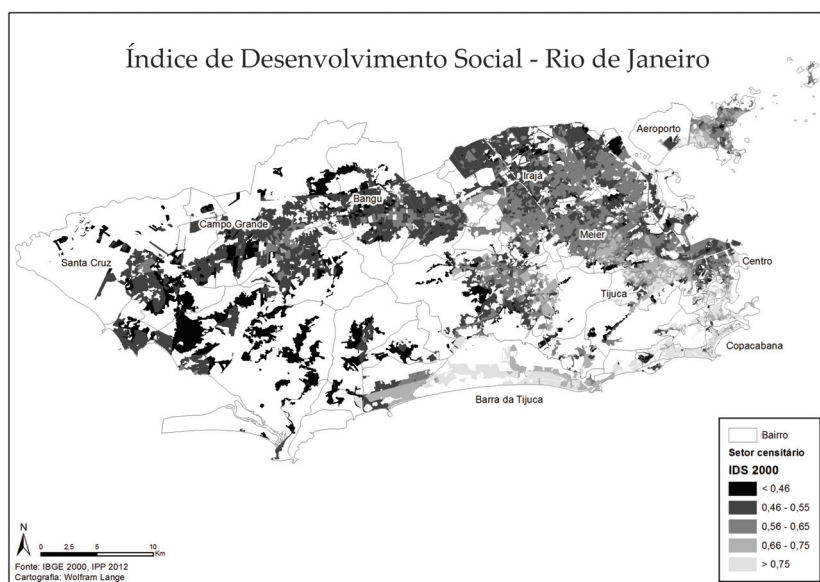 Índice de Desenvolvimento Social - Rio de Janeiro
Aeroporto
Irajá
Bangu
Campo Grande
Meier
Santa Cruz
Centro
Tijuca
Copacabana
Barra da Tijuca
Bairro
Setor censitário
IDS 2000
< 0,46
0,46 - 0,55
0,56 - 0,65
0,66 - 0,75
> 0,75
N
0 2,5 5 10
Km
Fonte: IBGE 2000, IPP 2012
Cartografia: Wolfram Lange